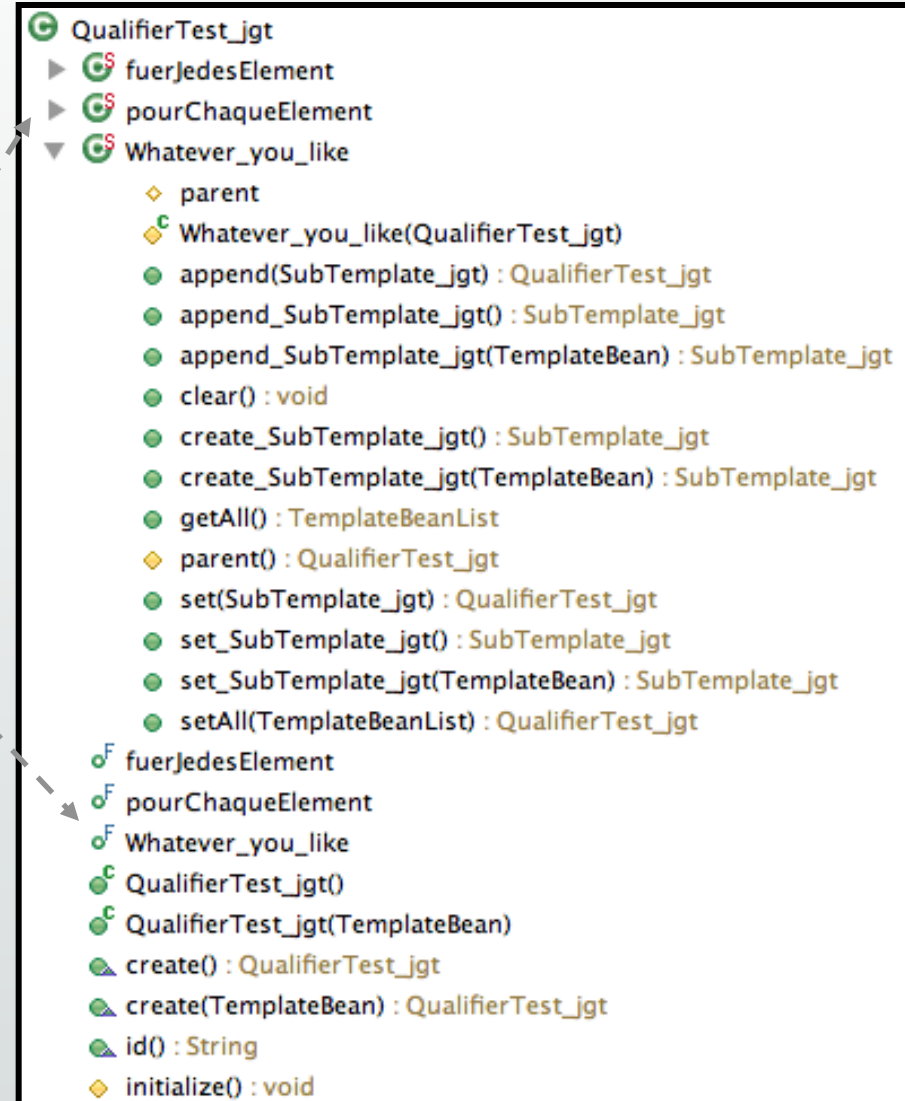 QualifierTest_jgt
fuerJedesElement
pourChaqueElement
Whatever_you_like
parent
Whatever_you_like(QualifierTest_jgt)
append(SubTemplate_jgt) : QualifierTest_jgt
append_SubTemplate_jgt() : SubTemplate_jgt
append_SubTemplate_jgt(TemplateBean) : SubTemplate_jgt
clear() : void
create_SubTemplate_jgt() : SubTemplate_jgt
create_SubTemplate_jgt(TemplateBean) : SubTemplate_jgt
getAll() : TemplateBeanList
parent() : QualifierTest_jgt
set(SubTemplate_jgt) : QualifierTest_jgt
set_SubTemplate_jgt() : SubTemplate_jgt
set_SubTemplate_jgt(TemplateBean) : SubTemplate_jgt
setAll(TemplateBeanList) : QualifierTest_jgt
fuerJedesElement
pourChaqueElement
Whatever_you_like
QualifierTest_jgt()
QualifierTest_jgt(TemplateBean)
create() : QualifierTest_jgt
create(TemplateBean) : QualifierTest_jgt
id() : String
initialize() : void